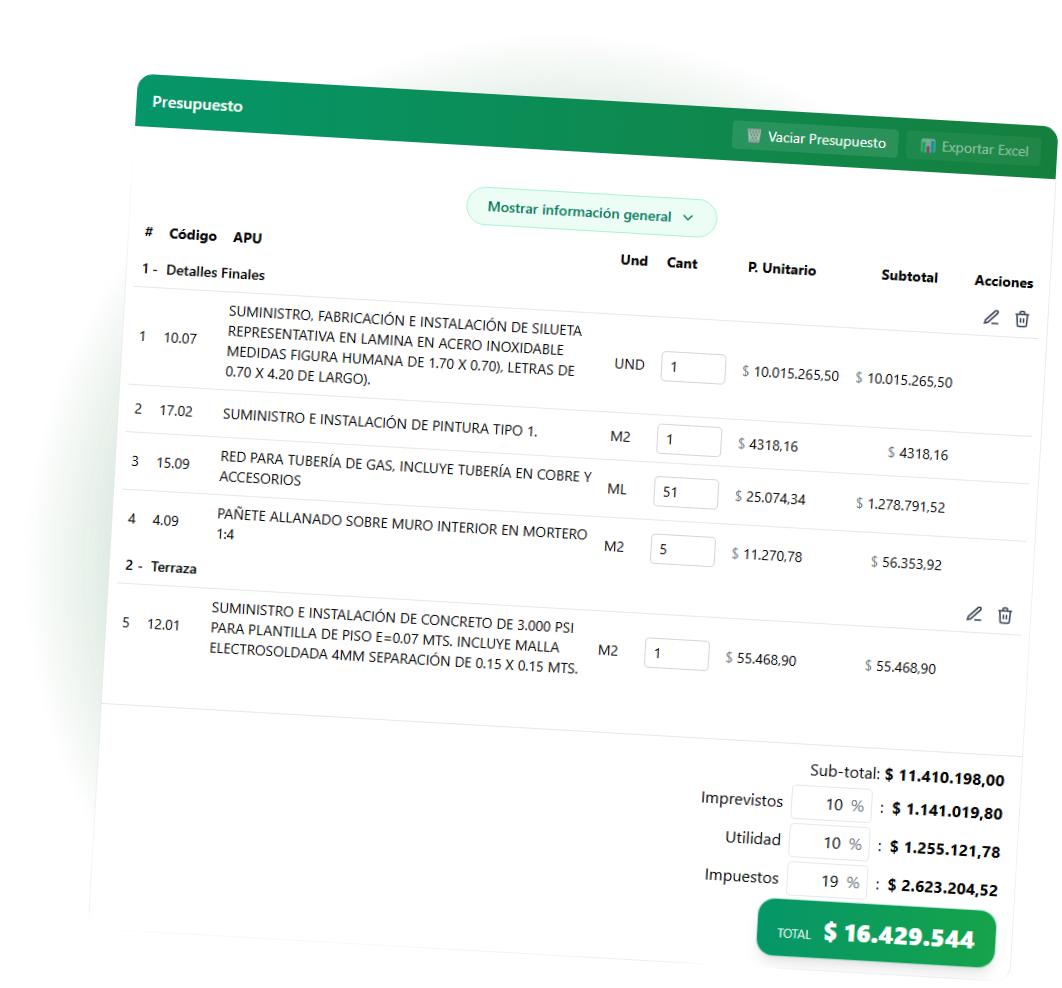 Presupuesto
Vaciar Presupuesto
Exportar Excel
Mostrar información general
# Código APU Und Cant P. Unitario Subtotal Acciones
1 - Detalles Finales
1 10.07 SUMINISTRO, FABRICACIÓN E INSTALACIÓN DE SILUETA
REPRESENTATIVA EN LAMINA EN ACERO INOXIDABLE
MEDIDAS FIGURA HUMANA DE 1.70 X 0.70), LETRAS DE
0.70 X 4.20 DE LARGO).
UND 1 $ 10.015.265,50 $ 10.015.265,50
2 17.02 SUMINISTRO E INSTALACIÓN DE PINTURA TIPO 1. M2 1 $ 4318,16 $ 4318,16
3 15.09 RED PARA TUBERÍA DE GAS, INCLUYE TUBERÍA EN COBRE Y
ACCESORIOS
ML 51 $ 25.074,34 $ 1.278.791,52
4 4.09 PAÑETE ALLANADO SOBRE MURO INTERIOR EN MORTERO
1:4
M2 5 $ 11.270,78 $ 56.353,92
2 - Terraza
5 12.01 SUMINISTRO E INSTALACIÓN DE CONCRETO DE 3.000 PSI
PARA PLANTILLA DE PISO E=0.07 MTS. INCLUYE MALLA
ELECTROSOLDADA 4MM SEPARACIÓN DE 0.15 X 0.15 MTS.
M2 1 $ 55.468,90 $ 55.468,90
Sub-total: $ 11.410.198,00
Imprevistos 10 % : $ 1.141.019,80
Utilidad 10 % : $ 1.255.121,78
Impuestos 19 % : $ 2.623.204,52
TOTAL $ 16.429.544